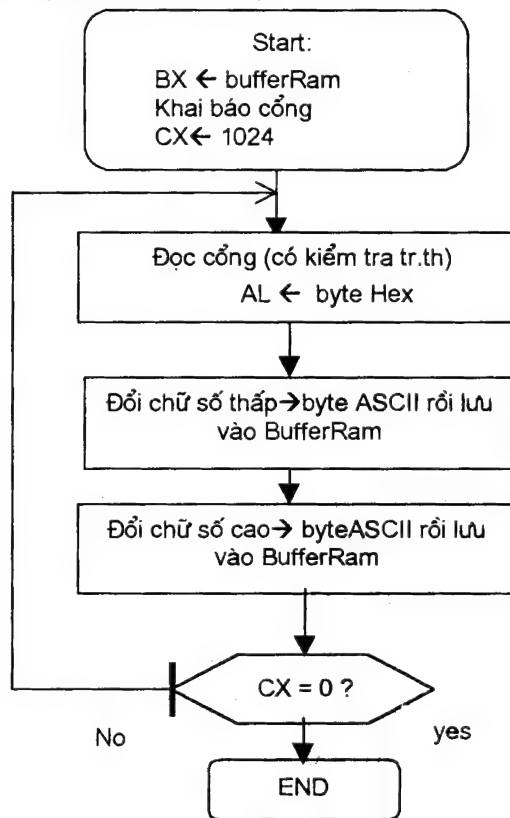 Start:
BX ← bufferRam
Khai báo cổng
CX← 1024
Đọc cổng (có kiểm tra tr.th)
AL ← byte Hex
Đổi chữ số thấp→byte ASCII rồi lưu
vào BufferRam
Đổi chữ số cao→ byteASCII rồi lưu
vào BufferRam
CX = 0 ?
No
yes
END